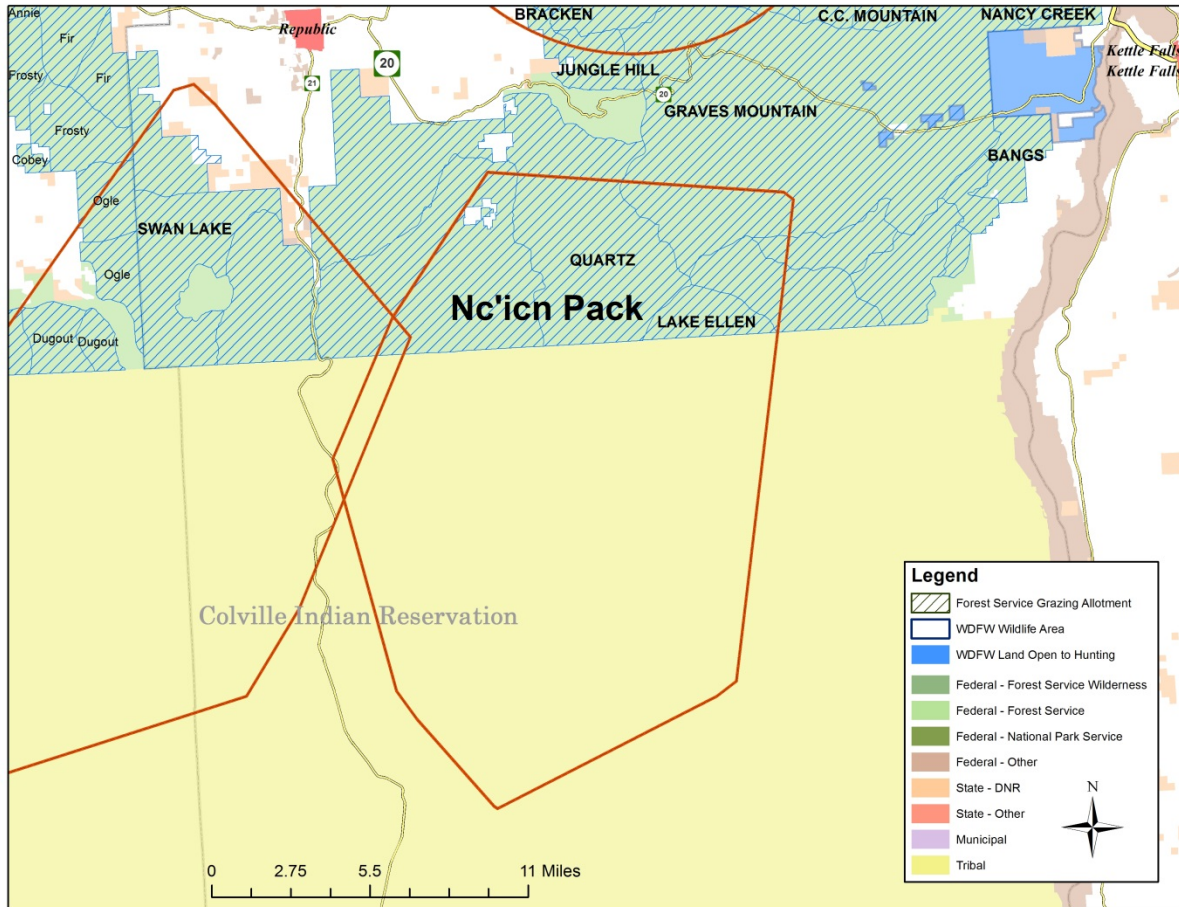 Annie
BRACKEN
C.C. MOUNTAIN
NANCY CREEK
Fir
Republic
20
Kettle Falls
Kettle Falls
Frosty
Fir
21
JUNGLE HILL
20
GRAVES MOUNTAIN
Frosty
Cobey
BANGS
Ogle
SWAN LAKE
QUARTZ
Ogle
Nc'icn Pack
LAKE ELLEN
Dugout
Dugout
Colville Indian Reservation
0 2.75 5.5 11 Miles
Legend
Forest Service Grazing Allotment
WDFW Wildlife Area
WDFW Land Open to Hunting
Federal - Forest Service Wilderness
Federal - Forest Service
Federal - National Park Service
Federal - Other
State - DNR
State - Other
Municipal
Tribal
N